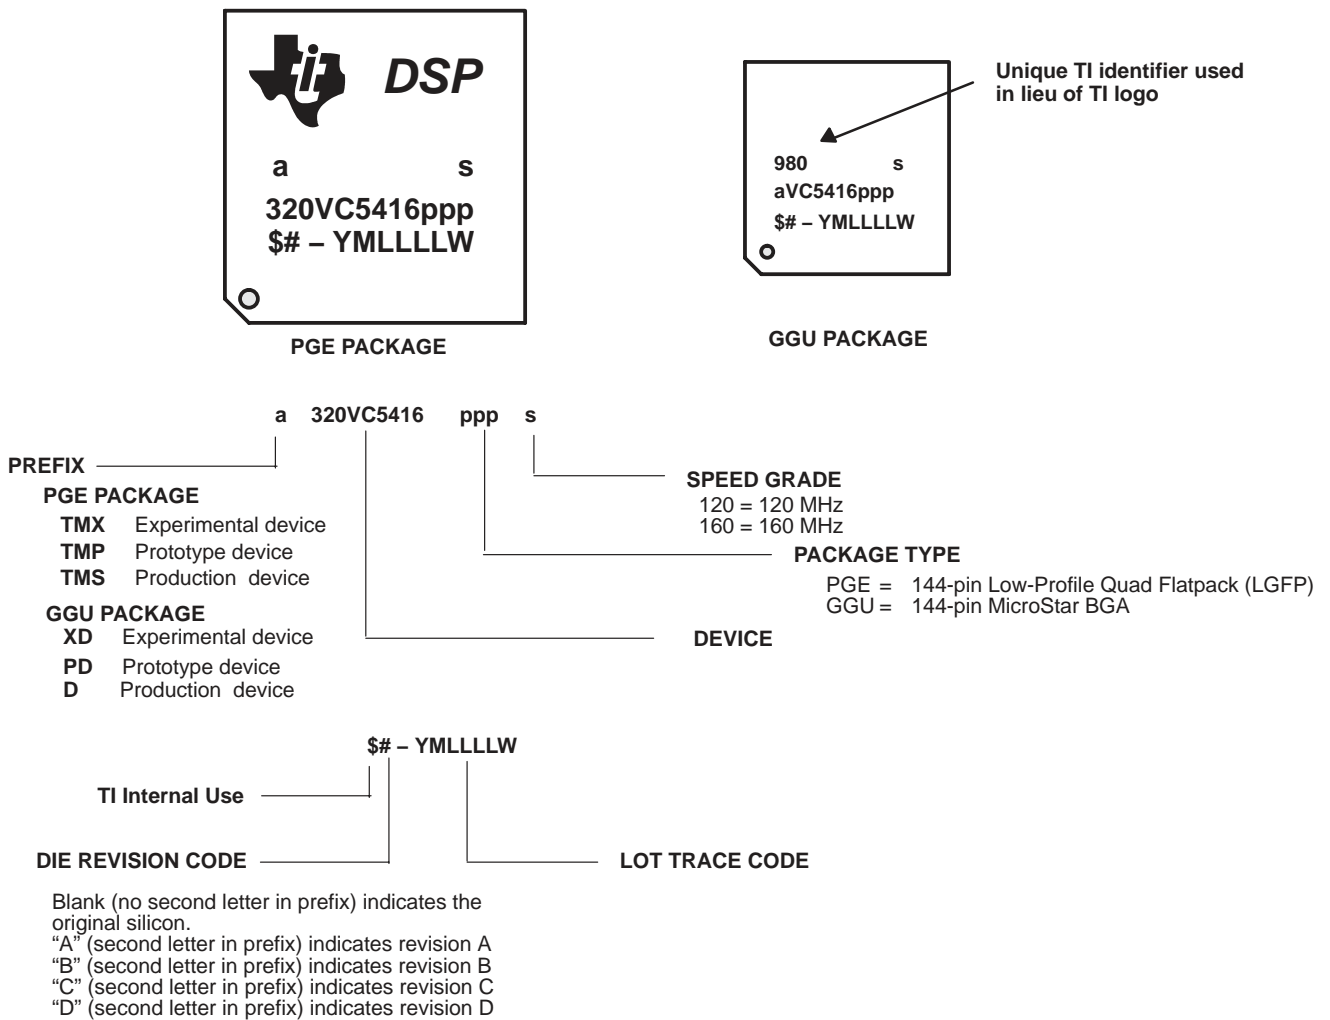 DSP
a s
320VC5416ppp
$# – YMLLLLW
PGE PACKAGE
Unique TI identifier used
in lieu of TI logo
980 s
aVC5416ppp
$# – YMLLLLW
GGU PACKAGE
a 320VC5416 ppp s
PREFIX
PGE PACKAGE
TMX Experimental device
TMP Prototype device
TMS Production device
GGU PACKAGE
XD Experimental device
PD Prototype device
D Production device
SPEED GRADE
120 = 120 MHz
160 = 160 MHz
PACKAGE TYPE
PGE = 144-pin Low-Profile Quad Flatpack (LGFP)
GGU = 144-pin MicroStar BGA
DEVICE
$# – YMLLLLW
TI Internal Use
DIE REVISION CODE
LOT TRACE CODE
Blank (no second letter in prefix) indicates the
original silicon.
“A” (second letter in prefix) indicates revision A
“B” (second letter in prefix) indicates revision B
“C” (second letter in prefix) indicates revision C
“D” (second letter in prefix) indicates revision D